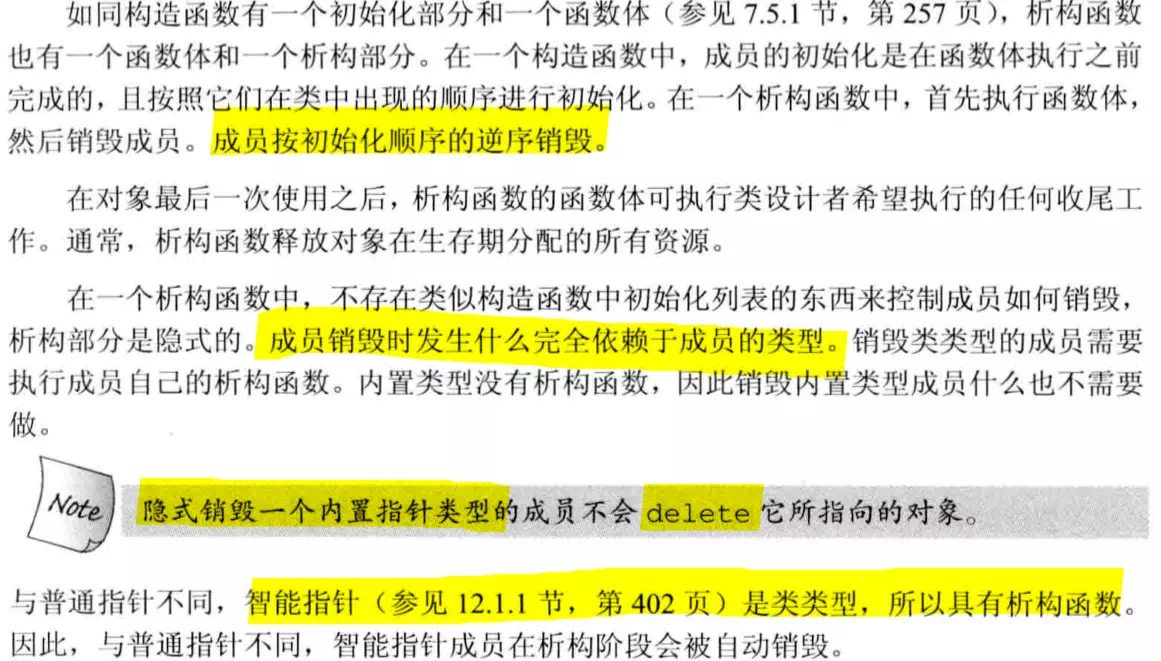 如同构造函数有一个初始化部分和一个函数体（参见 7.5.1 节，第 257 页），析构函数
也有一个函数体和一个析构部分。在一个构造函数中，成员的初始化是在函数体执行之前
完成的，且按照它们在类中出现的顺序进行初始化。在一个析构函数中，首先执行函数体，
然后销毁成员。成员按初始化顺序的逆序销毁。
在对象最后一次使用之后，析构函数的函数体可执行类设计者希望执行的任何收尾工
作。通常，析构函数释放对象在生存期分配的所有资源。
在一个析构函数中，不存在类似构造函数中初始化列表的东西来控制成员如何销毁，
析构部分是隐式的。成员销毁时发生什么完全依赖于成员的类型。销毁类类型的成员需要
执行成员自己的析构函数。内置类型没有析构函数，因此销毁内置类型成员什么也不需要
做。
Note 隐式销毁一个内置指针类型的成员不会 delete 它所指向的对象。
与普通指针不同，智能指针（参见 12.1.1 节，第 402 页）是类类型，所以具有析构函数。
因此，与普通指针不同，智能指针成员在析构阶段会被自动销毁。